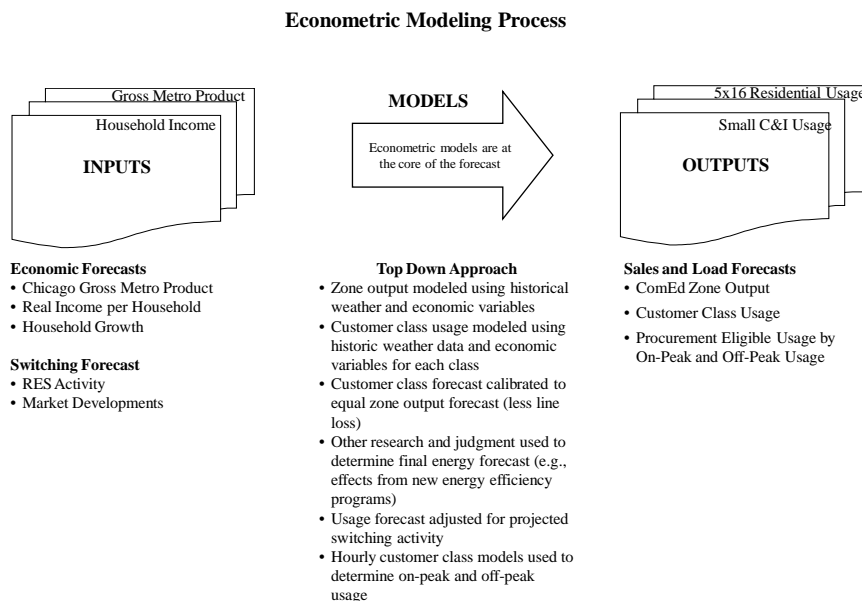 Econometric Modeling Process
Gross Metro Product
Household Income
INPUTS
MODELS
Econometric models are at
the core of the forecast
5x16 Residential Usage
Small C&I Usage
OUTPUTS
Economic Forecasts
• Chicago Gross Metro Product
• Real Income per Household
• Household Growth
Switching Forecast
• RES Activity
• Market Developments
Top Down Approach
• Zone output modeled using historical
weather and economic variables
• Customer class usage modeled using
historic weather data and economic
variables for each class
• Customer class forecast calibrated to
equal zone output forecast (less line
loss)
• Other research and judgment used to
determine final energy forecast (e.g.,
effects from new energy efficiency
programs)
• Usage forecast adjusted for projected
switching activity
• Hourly customer class models used to
determine on-peak and off-peak
usage
Sales and Load Forecasts
• ComEd Zone Output
• Customer Class Usage
• Procurement Eligible Usage by
On-Peak and Off-Peak Usage